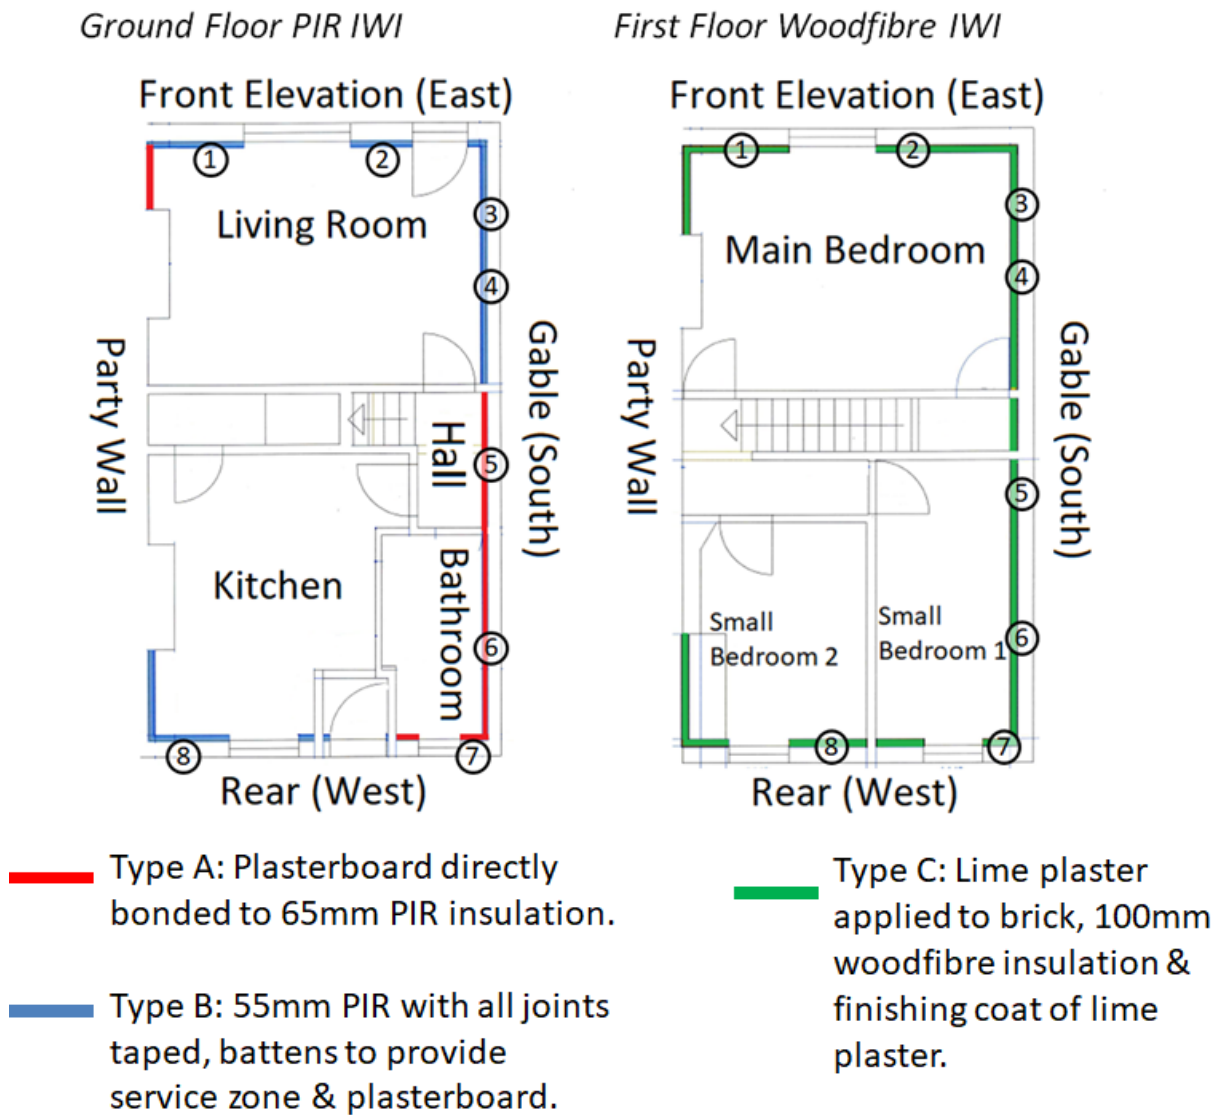 Ground Floor PIR IWI
Front Elevation (East)
1
2
Living Room
3
4
Party Wall
Gable (South)
Hall
5
Kitchen
Bathroom
6
8
7
Rear (West)
First Floor Woodfibre IWI
Front Elevation (East)
1
2
3
Main Bedroom
4
Party Wall
Gable (South)
5
Small
Bedroom 2
Small
Bedroom 1
6
8
7
Rear (West)
Type A: Plasterboard directly
bonded to 65mm PIR insulation.
Type B: 55mm PIR with all joints
taped, battens to provide
service zone & plasterboard.
Type C: Lime plaster
applied to brick, 100mm
woodfibre insulation &
finishing coat of lime
plaster.